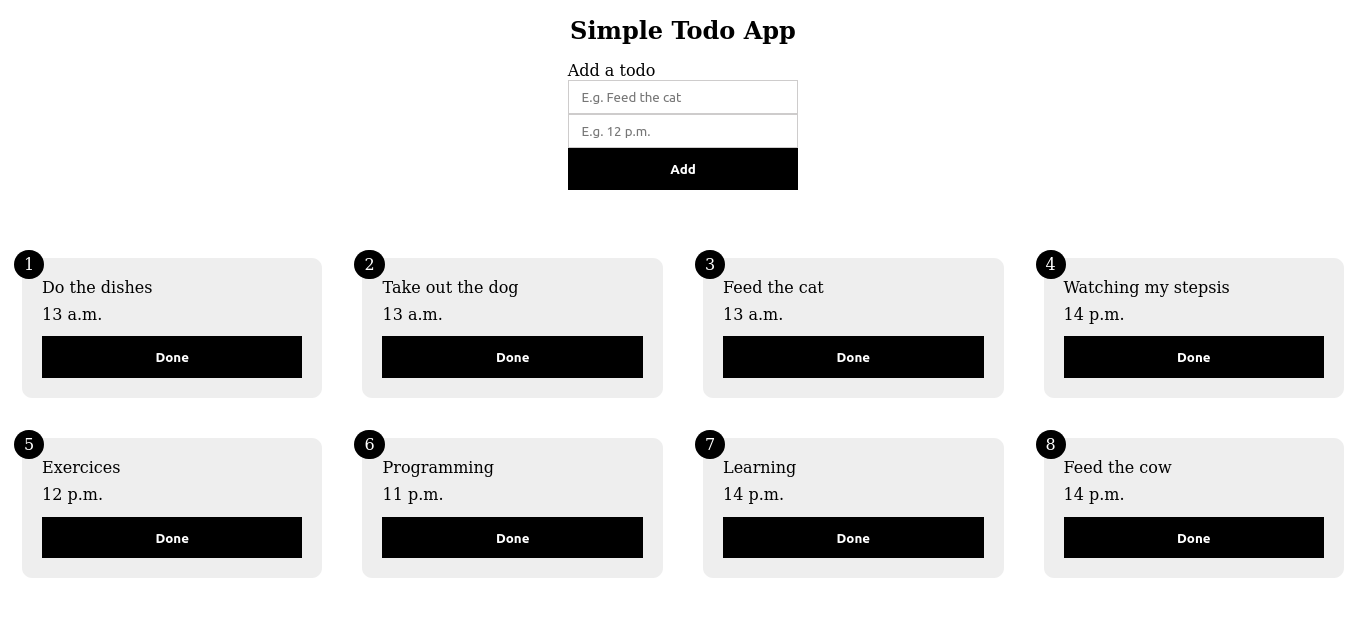 Simple Todo App
Add a todo
E.g. Feed the cat
E.g. 12 p.m.
Add
1
Do the dishes
13 a.m.
Done
2
Take out the dog
13 a.m.
Done
3
Feed the cat
13 a.m.
Done
4
Watching my stepsis
14 p.m.
Done
5
Exercices
12 p.m.
Done
6
Programming
11 p.m.
Done
7
Learning
14 p.m.
Done
8
Feed the cow
14 p.m.
Done